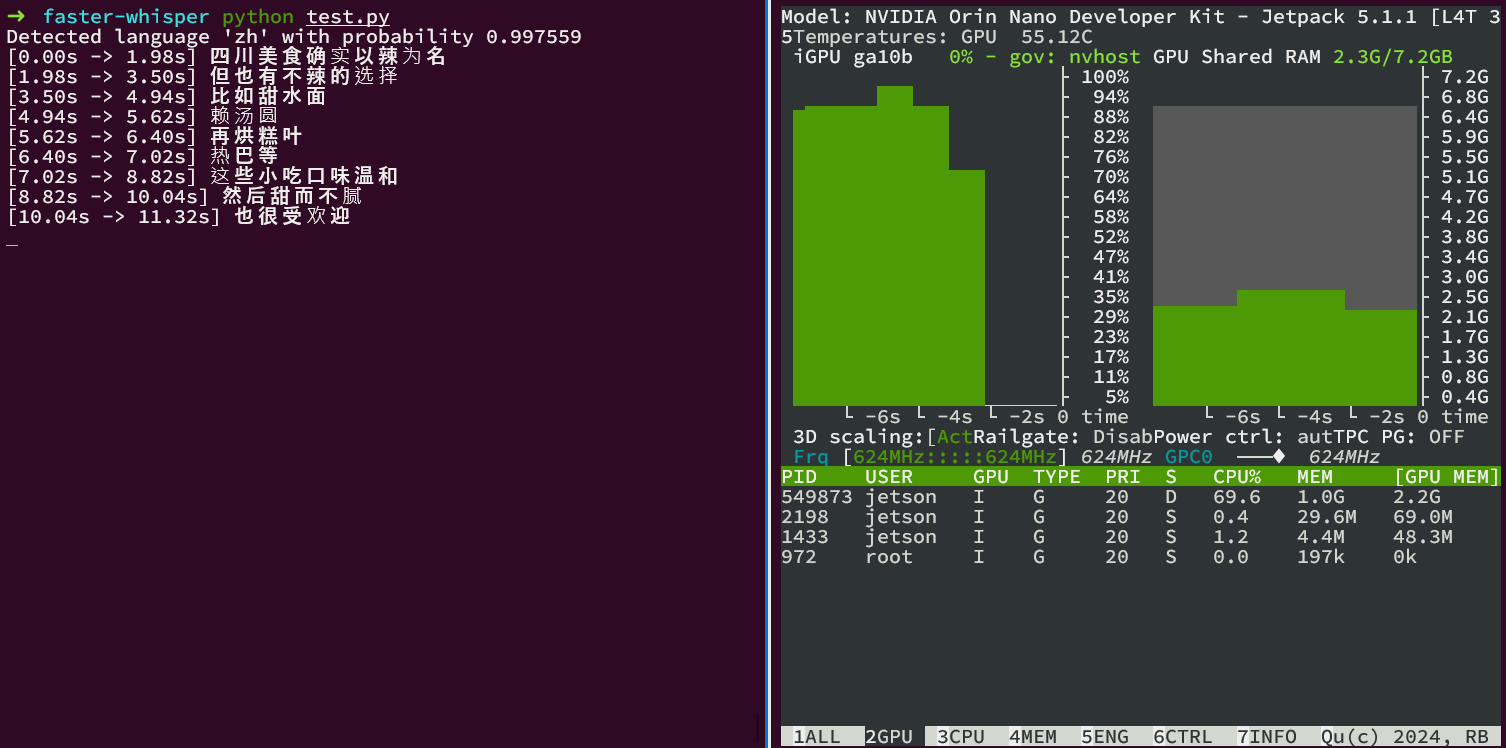 ➜ faster-whisper python test.py
Detected language 'zh' with probability 0.997559
[0.00s -> 1.98s] 四川美食确实以辣为名
[1.98s -> 3.50s] 但也有不辣的选择
[3.50s -> 4.94s] 比如甜水面
[4.94s -> 5.62s] 赖汤圆
[5.62s -> 6.40s] 再烘糕叶
[6.40s -> 7.02s] 热巴等
[7.02s -> 8.82s] 这些小吃口味温和
[8.82s -> 10.04s] 然后甜而不腻
[10.04s -> 11.32s] 也很受欢迎
_
Model: NVIDIA Orin Nano Developer Kit - Jetpack 5.1.1 [L4T 3
5Temperatures: GPU 55.12C
iGPU ga10b 0% - gov: nvhost GPU Shared RAM 2.3G/7.2GB
100% 7.2G
94% 6.8G
88% 6.4G
82% 5.9G
76% 5.5G
70% 5.1G
64% 4.7G
58% 4.2G
52% 3.8G
47% 3.4G
41% 3.0G
35% 2.5G
29% 2.1G
23% 1.7G
17% 1.3G
11% 0.8G
5% 0.4G
-6s -4s -2s 0 time -6s -4s -2s 0 time
3D scaling:[ActRailgate: DisabPower ctrl: autTPC PG: OFF
Frq [624MHz:::::624MHz] 624MHz GPC0 ──◆ 624MHz
PID USER GPU TYPE PRI S CPU% MEM [GPU MEM]
549873 jetson I G 20 D 69.6 1.0G 2.2G
2198 jetson I G 20 S 0.4 29.6M 69.0M
1433 jetson I G 20 S 1.2 4.4M 48.3M
972 root I G 20 S 0.0 197k 0k
1ALL 2GPU 3CPU 4MEM 5ENG 6CTRL 7INFO Qu(c) 2024, RB